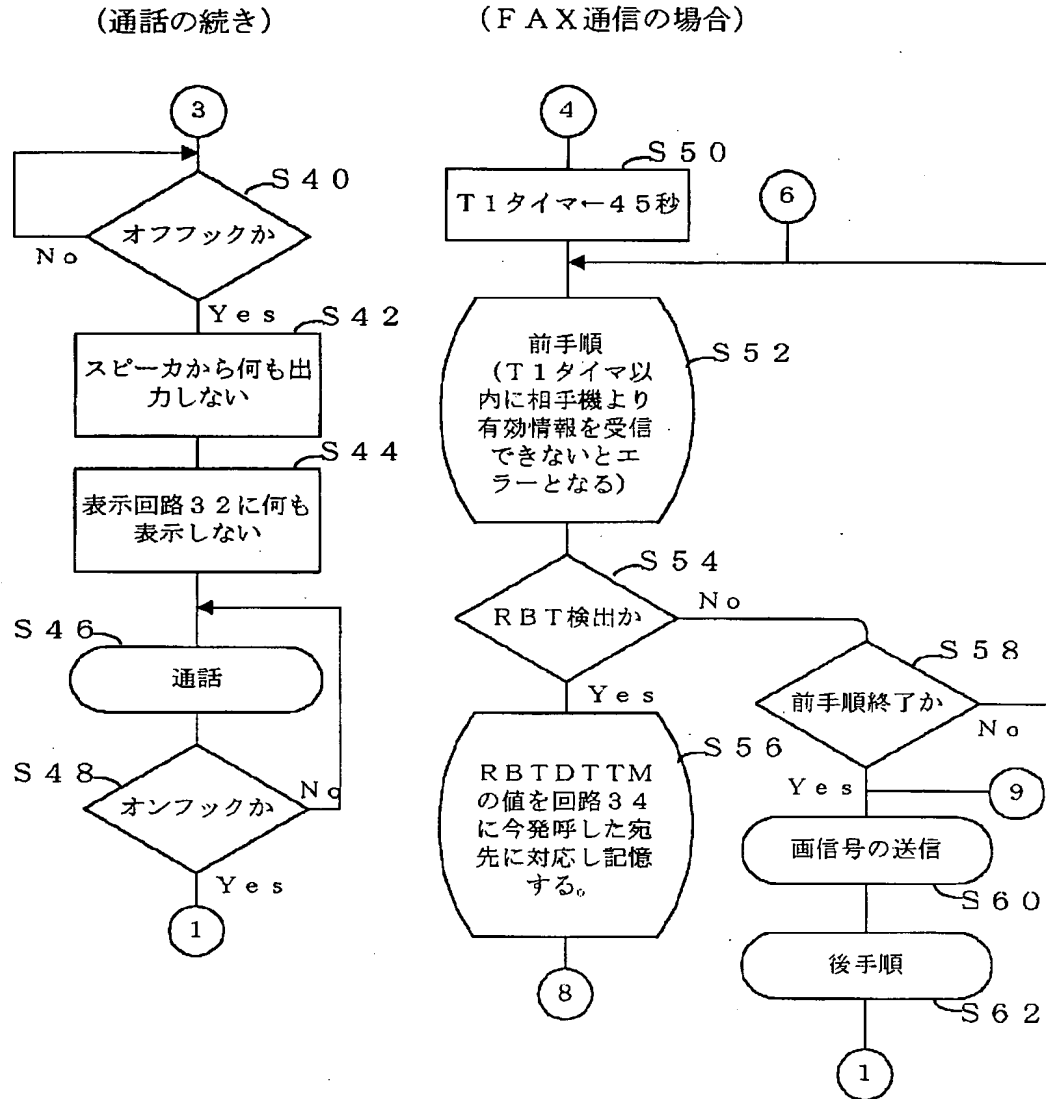 (通話の続き)
(FAX通信の場合)
3
S40
オフフックか
No
Yes
S42
スピーカから何も出
力しない
S44
表示回路32に何も
表示しない
S46
通話
S48
オンフックか
No
Yes
1
4
S50
T1タイマ←45秒
6
S52
前手順
(T1タイマ以
内に相手機より
有効情報を受信
できないとエ
ラーとなる)
S54
RBT検出か
No
Yes
S56
RBTDTTM
の値を回路34
に今発呼した宛
先に対応し記憶
する。
8
S58
前手順終了か
No
Yes
9
画信号の送信
S60
後手順
S62
1